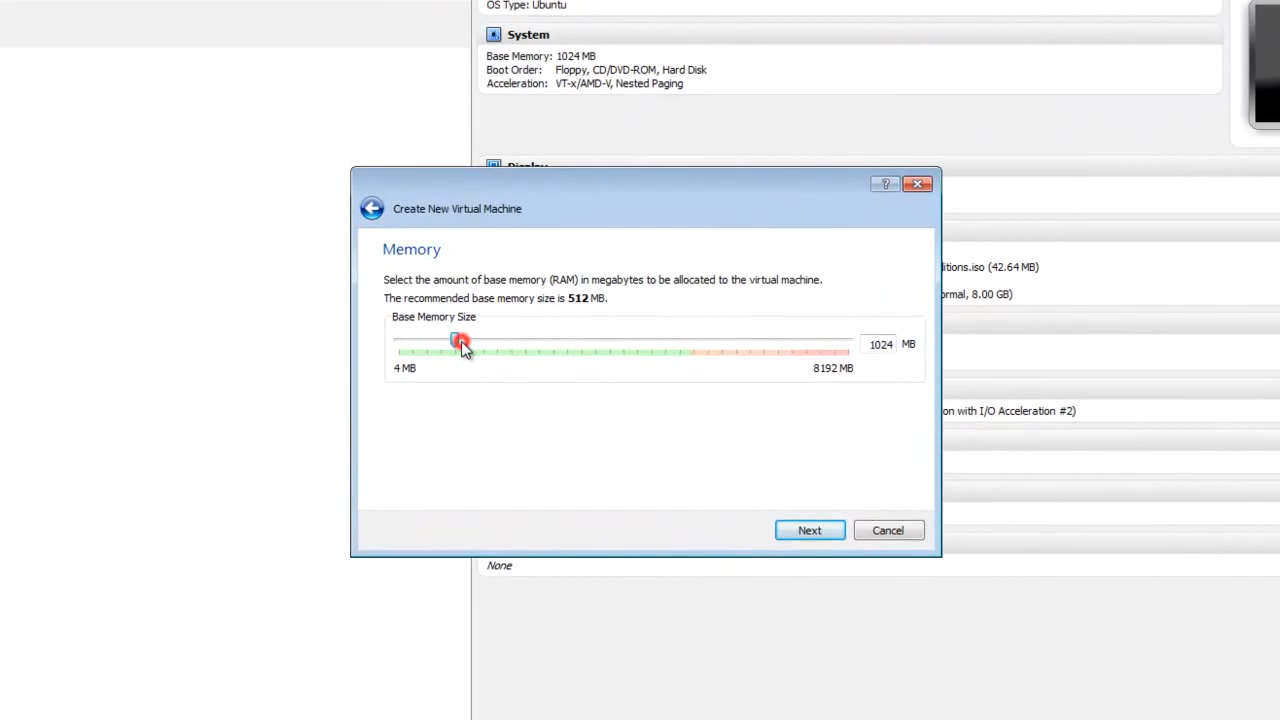 OS Type: Ubuntu
System
Base Memory: 1024 MB
Boot Order: Floppy, CD/DVD-ROM, Hard Disk
Acceleration: VT-x/AMD-V, Nested Paging
Display
?
Create New Virtual Machine
Memory
Select the amount of base memory (RAM) in megabytes to be allocated to the virtual machine.
The recommended base memory size is 512 MB.
Base Memory Size
1024 MB
4 MB 8192 MB
Next Cancel
itions.iso (42.64 MB)
ormal, 8.00 GB)
on with I/O Acceleration #2)
None